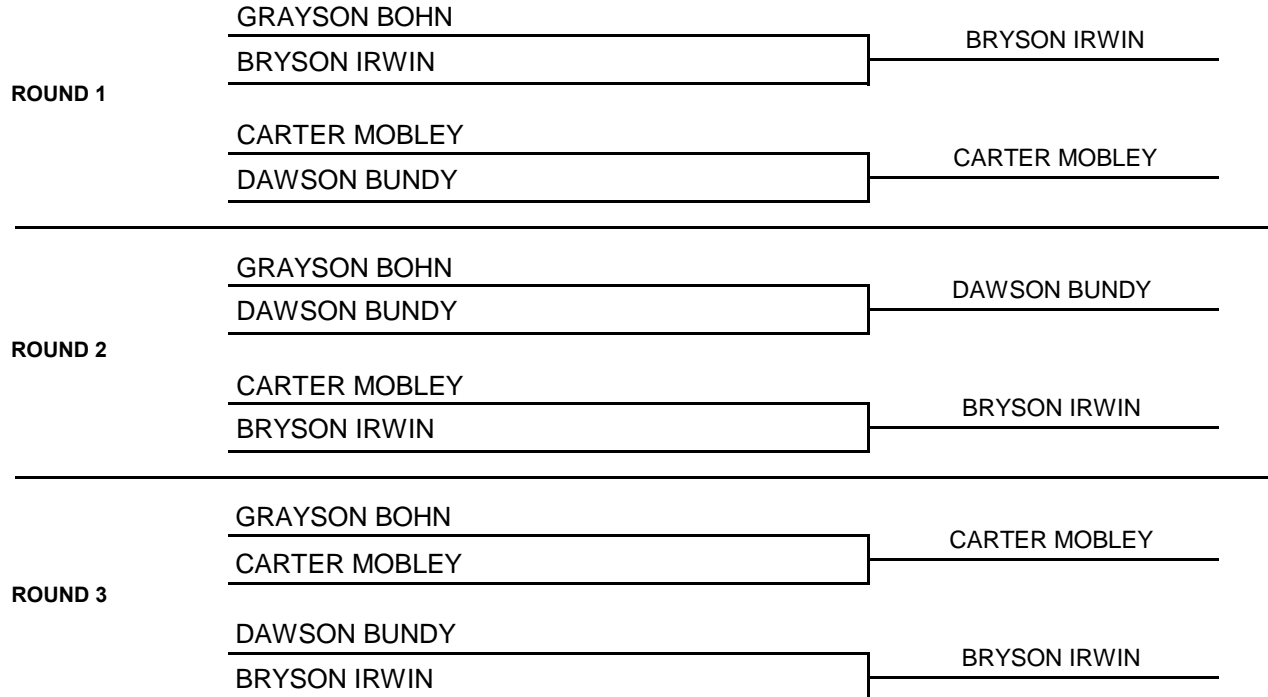 GRAYSON BOHN
BRYSON IRWIN
BRYSON IRWIN
ROUND 1
CARTER MOBLEY
CARTER MOBLEY
DAWSON BUNDY
GRAYSON BOHN
DAWSON BUNDY
DAWSON BUNDY
ROUND 2
CARTER MOBLEY
BRYSON IRWIN
BRYSON IRWIN
GRAYSON BOHN
CARTER MOBLEY
CARTER MOBLEY
ROUND 3
DAWSON BUNDY
BRYSON IRWIN
BRYSON IRWIN